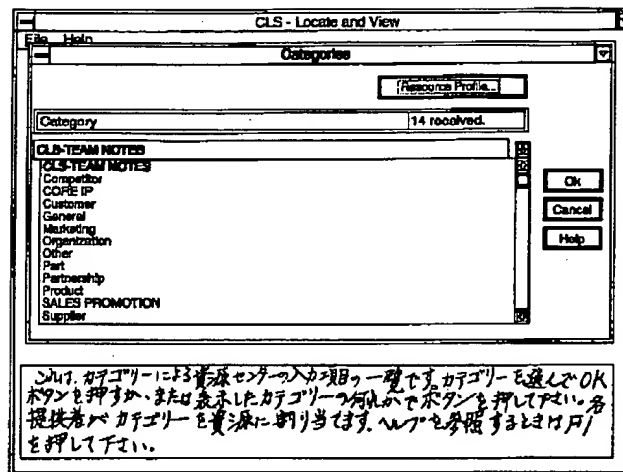 CLS - Locate and View
File Help
Categories
Resource Profile...
Category 14 received.
CLS-TEAM NOTES
CLS-TEAM NOTES
Competitor
CORE IP
Customer
General
Marketing
Organization
Other
Part
Partnership
Product
SALES PROMOTION
Supplier
Ok
Cancel
Help
これは、カテゴリーによる資源センターの入力項目の一覧です。カテゴリーを選んでOK
ボタンを押すか、または表示したカテゴリーの何れかでボタンを押して下さい。各
提供者がカテゴリーを資源に割り当てます。ヘルプを参照するときはF1
を押して下さい。